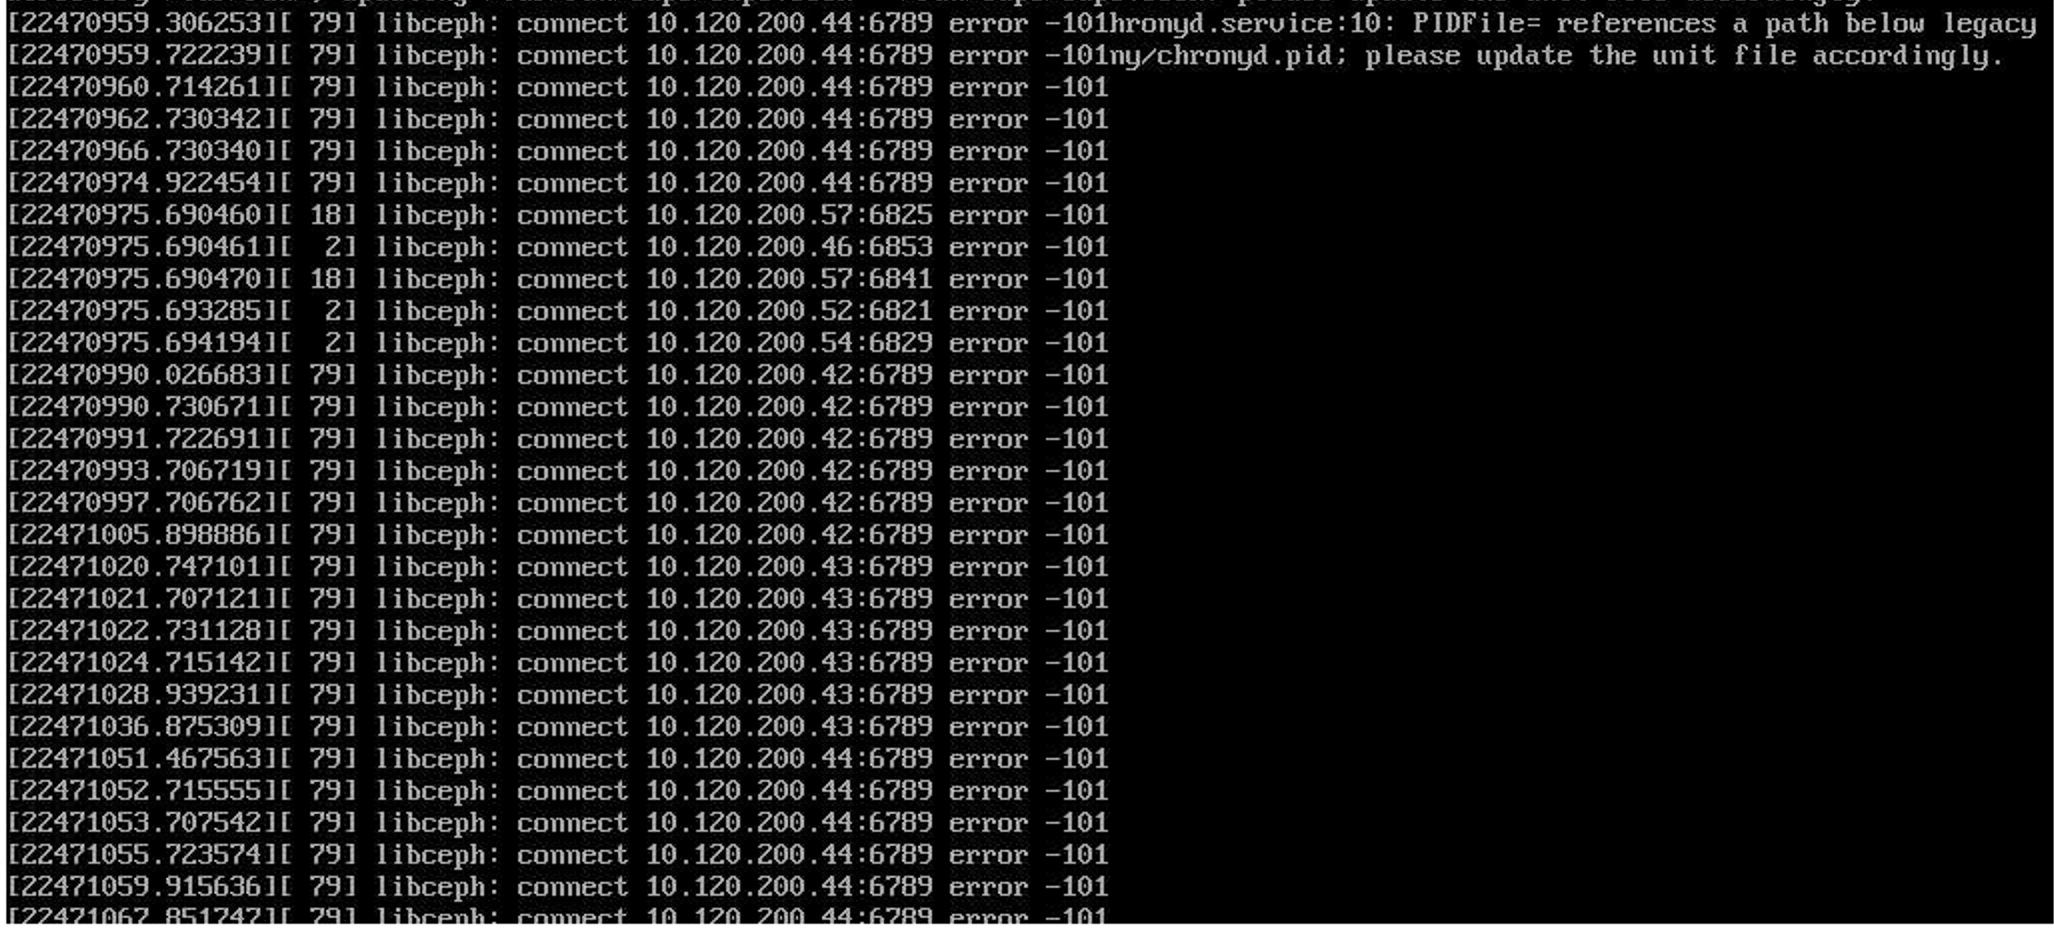 [22470959.306253][ 79] libceph: connect 10.120.200.44:6789 error -101hronyd.service:10: PIDFile= references a path below legacy
[22470959.722239][ 79] libceph: connect 10.120.200.44:6789 error -101ny/chronyd.pid; please update the unit file accordingly.
[22470960.714261][ 79] libceph: connect 10.120.200.44:6789 error -101
[22470962.730342][ 79] libceph: connect 10.120.200.44:6789 error -101
[22470966.730340][ 79] libceph: connect 10.120.200.44:6789 error -101
[22470974.922454][ 79] libceph: connect 10.120.200.44:6789 error -101
[22470975.690460][ 18] libceph: connect 10.120.200.57:6825 error -101
[22470975.690461][  2] libceph: connect 10.120.200.46:6853 error -101
[22470975.690470][ 18] libceph: connect 10.120.200.57:6841 error -101
[22470975.693285][  2] libceph: connect 10.120.200.52:6821 error -101
[22470975.694194][  2] libceph: connect 10.120.200.54:6829 error -101
[22470990.026683][ 79] libceph: connect 10.120.200.42:6789 error -101
[22470990.730671][ 79] libceph: connect 10.120.200.42:6789 error -101
[22470991.722691][ 79] libceph: connect 10.120.200.42:6789 error -101
[22470993.706719][ 79] libceph: connect 10.120.200.42:6789 error -101
[22470997.706762][ 79] libceph: connect 10.120.200.42:6789 error -101
[22471005.898886][ 79] libceph: connect 10.120.200.42:6789 error -101
[22471020.747101][ 79] libceph: connect 10.120.200.43:6789 error -101
[22471021.707121][ 79] libceph: connect 10.120.200.43:6789 error -101
[22471022.731128][ 79] libceph: connect 10.120.200.43:6789 error -101
[22471024.715142][ 79] libceph: connect 10.120.200.43:6789 error -101
[22471028.939231][ 79] libceph: connect 10.120.200.43:6789 error -101
[22471036.875309][ 79] libceph: connect 10.120.200.43:6789 error -101
[22471051.467563][ 79] libceph: connect 10.120.200.44:6789 error -101
[22471052.715555][ 79] libceph: connect 10.120.200.44:6789 error -101
[22471053.707542][ 79] libceph: connect 10.120.200.44:6789 error -101
[22471055.723574][ 79] libceph: connect 10.120.200.44:6789 error -101
[22471059.915636][ 79] libceph: connect 10.120.200.44:6789 error -101
[22471067.851747][ 79] libceph: connect 10.120.200.44:6789 error -101